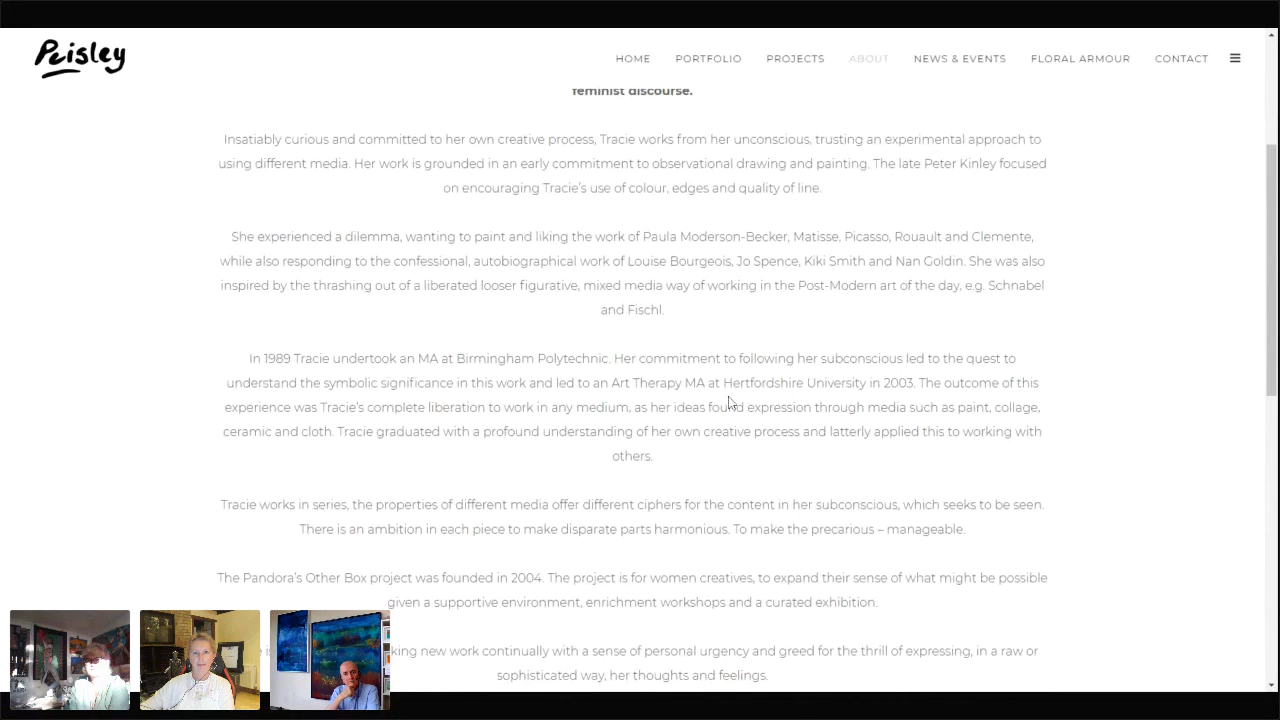 Paisley
HOME PORTFOLIO PROJECTS ABOUT NEWS & EVENTS FLORAL ARMOUR CONTACT
feminist discourse.
Insatiably curious and committed to her own creative process, Tracie works from her unconscious, trusting an experimental approach to
using different media. Her work is grounded in an early commitment to observational drawing and painting. The late Peter Kinley focused
on encouraging Tracie's use of colour, edges and quality of line.
She experienced a dilemma, wanting to paint and liking the work of Paula Moderson-Becker, Matisse, Picasso, Rouault and Clemente,
while also responding to the confessional, autobiographical work of Louise Bourgeois, Jo Spence, Kiki Smith and Nan Goldin. She was also
inspired by the thrashing out of a liberated looser figurative, mixed media way of working in the Post-Modern art of the day, e.g. Schnabel
and Fischl.
In 1989 Tracie undertook an MA at Birmingham Polytechnic. Her commitment to following her subconscious led to the quest to
understand the symbolic significance in this work and led to an Art Therapy MA at Hertfordshire University in 2003. The outcome of this
experience was Tracie's complete liberation to work in any medium, as her ideas found expression through media such as paint, collage,
ceramic and cloth. Tracie graduated with a profound understanding of her own creative process and latterly applied this to working with
others.
Tracie works in series, the properties of different media offer different ciphers for the content in her subconscious, which seeks to be seen.
There is an ambition in each piece to make disparate parts harmonious. To make the precarious – manageable.
The Pandora's Other Box project was founded in 2004. The project is for women creatives, to expand their sense of what might be possible
given a supportive environment, enrichment workshops and a curated exhibition.
king new work continually with a sense of personal urgency and greed for the thrill of expressing, in a raw or
sophisticated way, her thoughts and feelings.